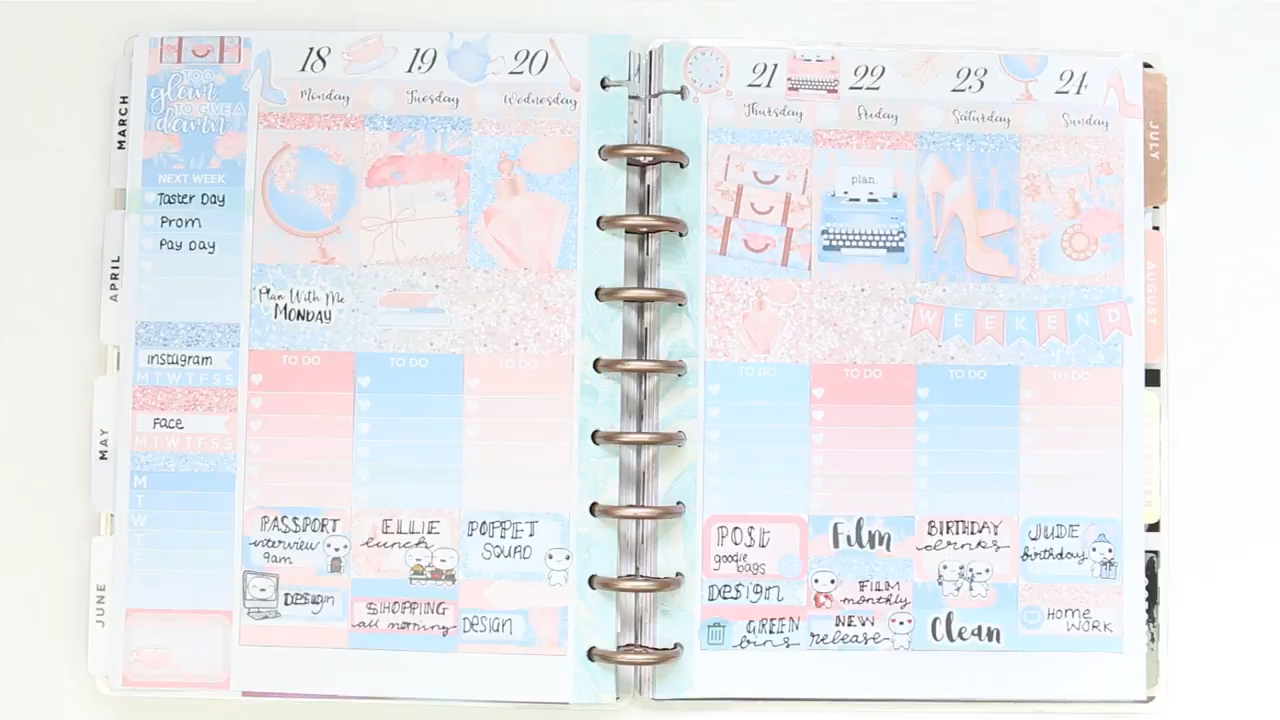 TOO
glam
TO GIVE A
damn
NEXT WEEK
Taster Day
Prom
Pay Day
instagram
M T W T F S S
Face
M T W T F S S
M
T
W
T
F
MARCH
APRIL
MAY
JUNE
18
Monday
19
Tuesday
20
Wednesday
Plan With Me
MONDAY
TO DO
TO DO
TO DO
PASSPORT
interview
9am
Design
ELLIE
lunch
SHOPPING
all morning
POPPET
SQUAD
DESIGN
21
Thursday
22
Friday
23
Saturday
24
Sunday
plan.
WEEKEND
TO DO
TO DO
TO DO
TO DO
POST
goodie
bags
Design
GREEN
bins
Film
FILM
monthly
NEW
release
BIRTHDAY
drinks
Clean
JUDE
birthday
HOME
WORK
JULY
AUGUST